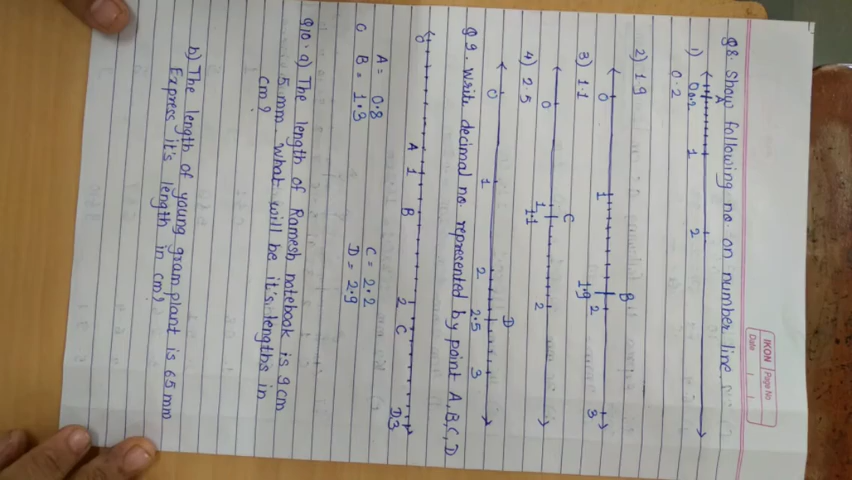 IKON
Page No.
Date
Q8. Show following no. on number line.
A
0 0.2 1 2
1) 0.2
2) 1.9
B
0 1 1.9 2 3
3) 1.1
C
0 1 1.1 2
4) 2.5
D
0 1 2 2.5 3
Q9. Write decimal no. represented by point A, B, C, D
0 A 1 B 2 C D 3
A = 0.8 C = 2.2
B = 1.9 D = 2.9
Q10. a) The length of Ramesh notebook is 9 cm
5 mm. What will be it's lengths in
cm?
b) The length of young gram plant is 65 mm
Express it's length in cm?